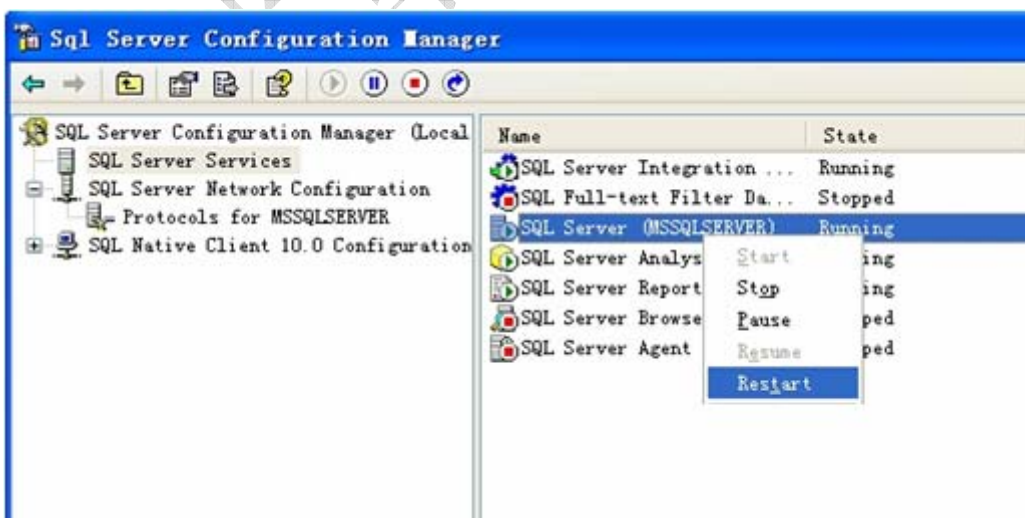 Sql Server Configuration Manager
SQL Server Configuration Manager (Local
SQL Server Services
SQL Server Network Configuration
Protocols for MSSQLSERVER
SQL Native Client 10.0 Configuration
Name State
SQL Server Integration ... Running
SQL Full-text Filter Da... Stopped
SQL Server (MSSQLSERVER) Running
SQL Server Analys ing
SQL Server Report ing
SQL Server Browse ped
SQL Server Agent ped
Start
Stop
Pause
Resume
Restart